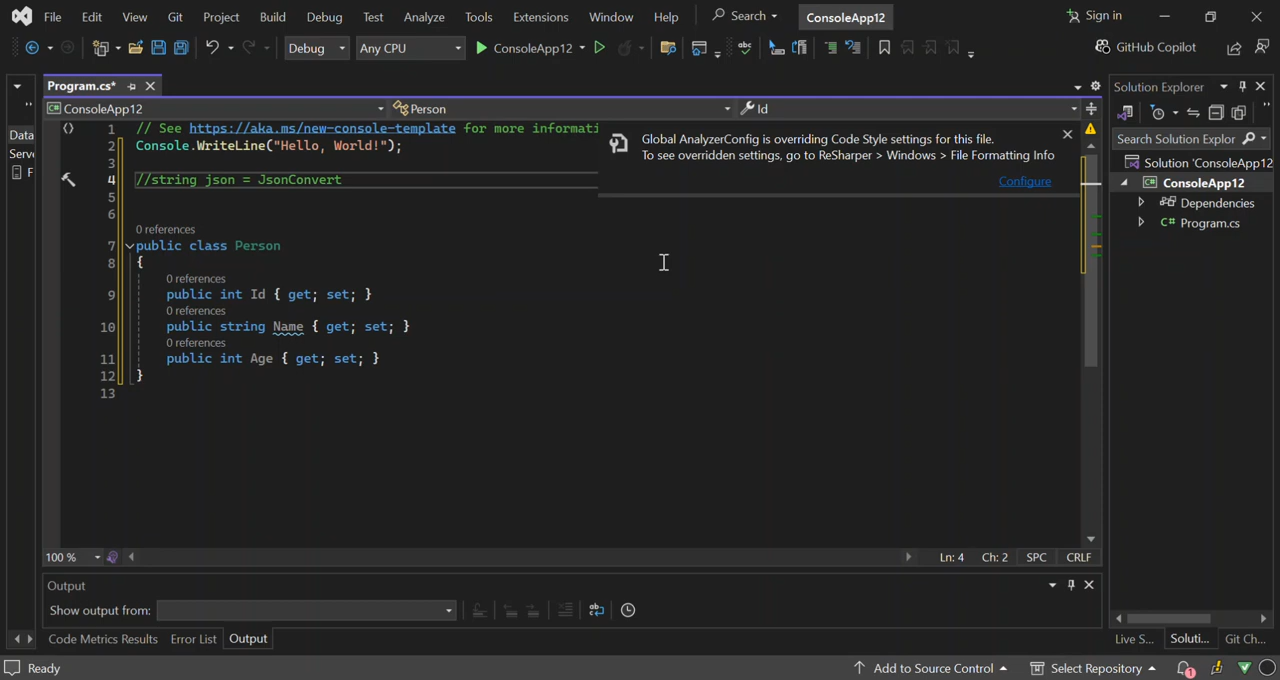 File Edit View Git Project Build Debug Test Analyze Tools Extensions Window Help Search ConsoleApp12 Sign in
Debug Any CPU ConsoleApp12 GitHub Copilot
Program.cs*
Solution Explorer
ConsoleApp12 Person Id
Data
Serve
F
1 // See https://aka.ms/new-console-template for more informati
2 Console.WriteLine("Hello, World!");
3
4 //string json = JsonConvert
5
6
0 references
7 public class Person
8 {
0 references
9 public int Id { get; set; }
0 references
10 public string Name { get; set; }
0 references
11 public int Age { get; set; }
12 }
13
Global AnalyzerConfig is overriding Code Style settings for this file.
To see overridden settings, go to ReSharper > Windows > File Formatting Info
Configure
Search Solution Explor
Solution 'ConsoleApp12
ConsoleApp12
Dependencies
C# Program.cs
100 % Ln: 4 Ch: 2 SPC CRLF
Output
Show output from:
Code Metrics Results Error List Output
Live S... Soluti... Git Ch...
Ready Add to Source Control Select Repository 1